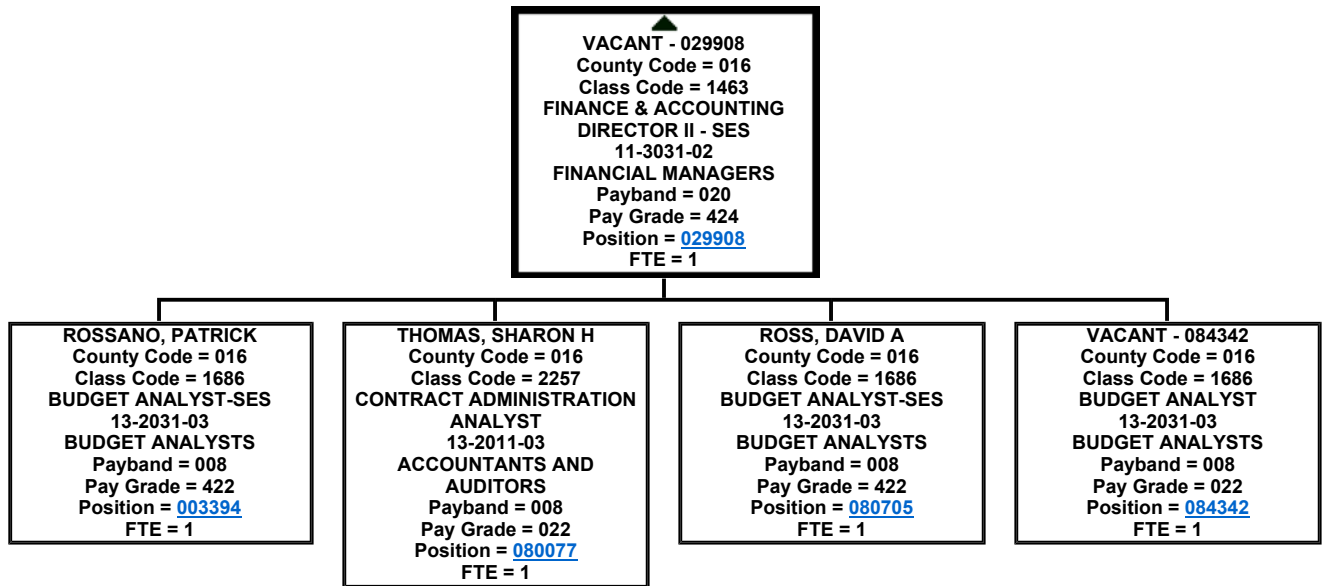 VACANT - 029908
County Code = 016
Class Code = 1463
FINANCE & ACCOUNTING
DIRECTOR II - SES
11-3031-02
FINANCIAL MANAGERS
Payband = 020
Pay Grade = 424
Position = 029908
FTE = 1
ROSSANO, PATRICK
County Code = 016
Class Code = 1686
BUDGET ANALYST-SES
13-2031-03
BUDGET ANALYSTS
Payband = 008
Pay Grade = 422
Position = 003394
FTE = 1
THOMAS, SHARON H
County Code = 016
Class Code = 2257
CONTRACT ADMINISTRATION
ANALYST
13-2011-03
ACCOUNTANTS AND
AUDITORS
Payband = 008
Pay Grade = 022
Position = 080077
FTE = 1
ROSS, DAVID A
County Code = 016
Class Code = 1686
BUDGET ANALYST-SES
13-2031-03
BUDGET ANALYSTS
Payband = 008
Pay Grade = 422
Position = 080705
FTE = 1
VACANT - 084342
County Code = 016
Class Code = 1686
BUDGET ANALYST
13-2031-03
BUDGET ANALYSTS
Payband = 008
Pay Grade = 022
Position = 084342
FTE = 1